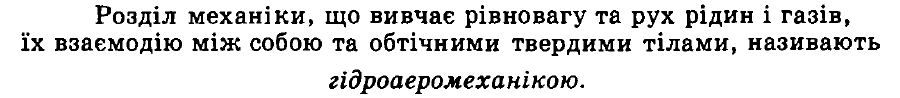 Розділ механіки, що вивчає рівновагу та рух рідин і газів,
їх взаємодію між собою та обтічними твердими тілами, називають
гідроаеромеханікою.